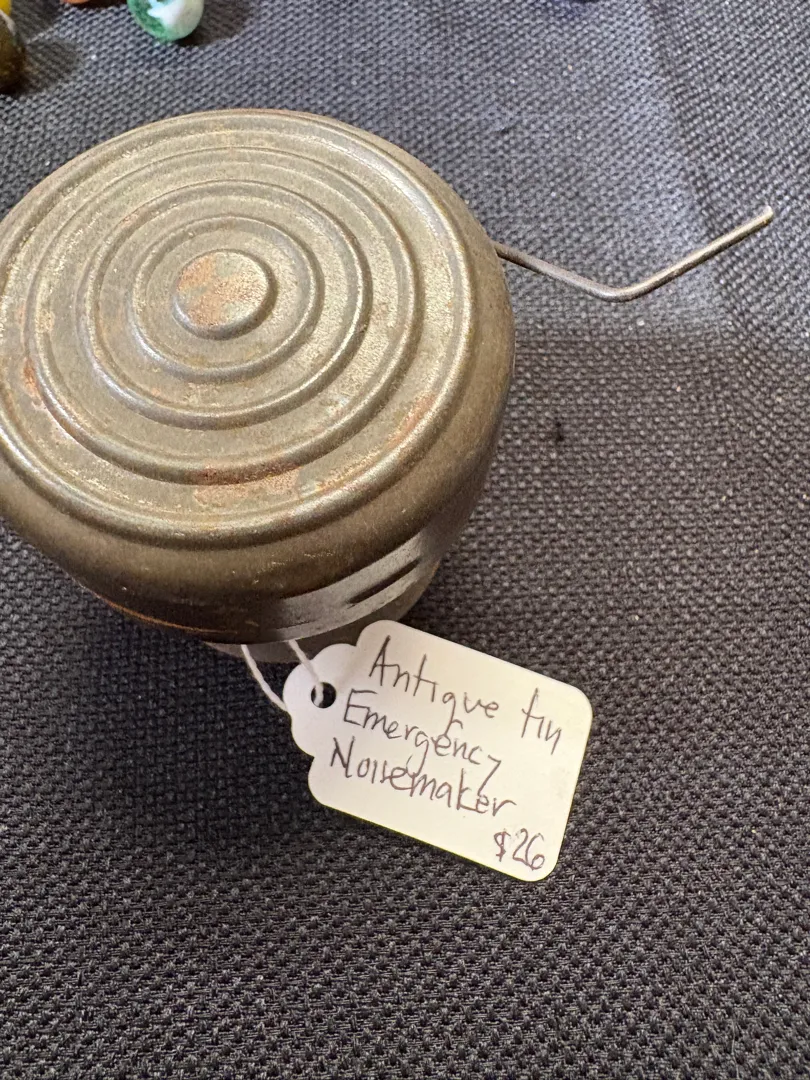 Antique tin
Emergency
Noisemaker
$26